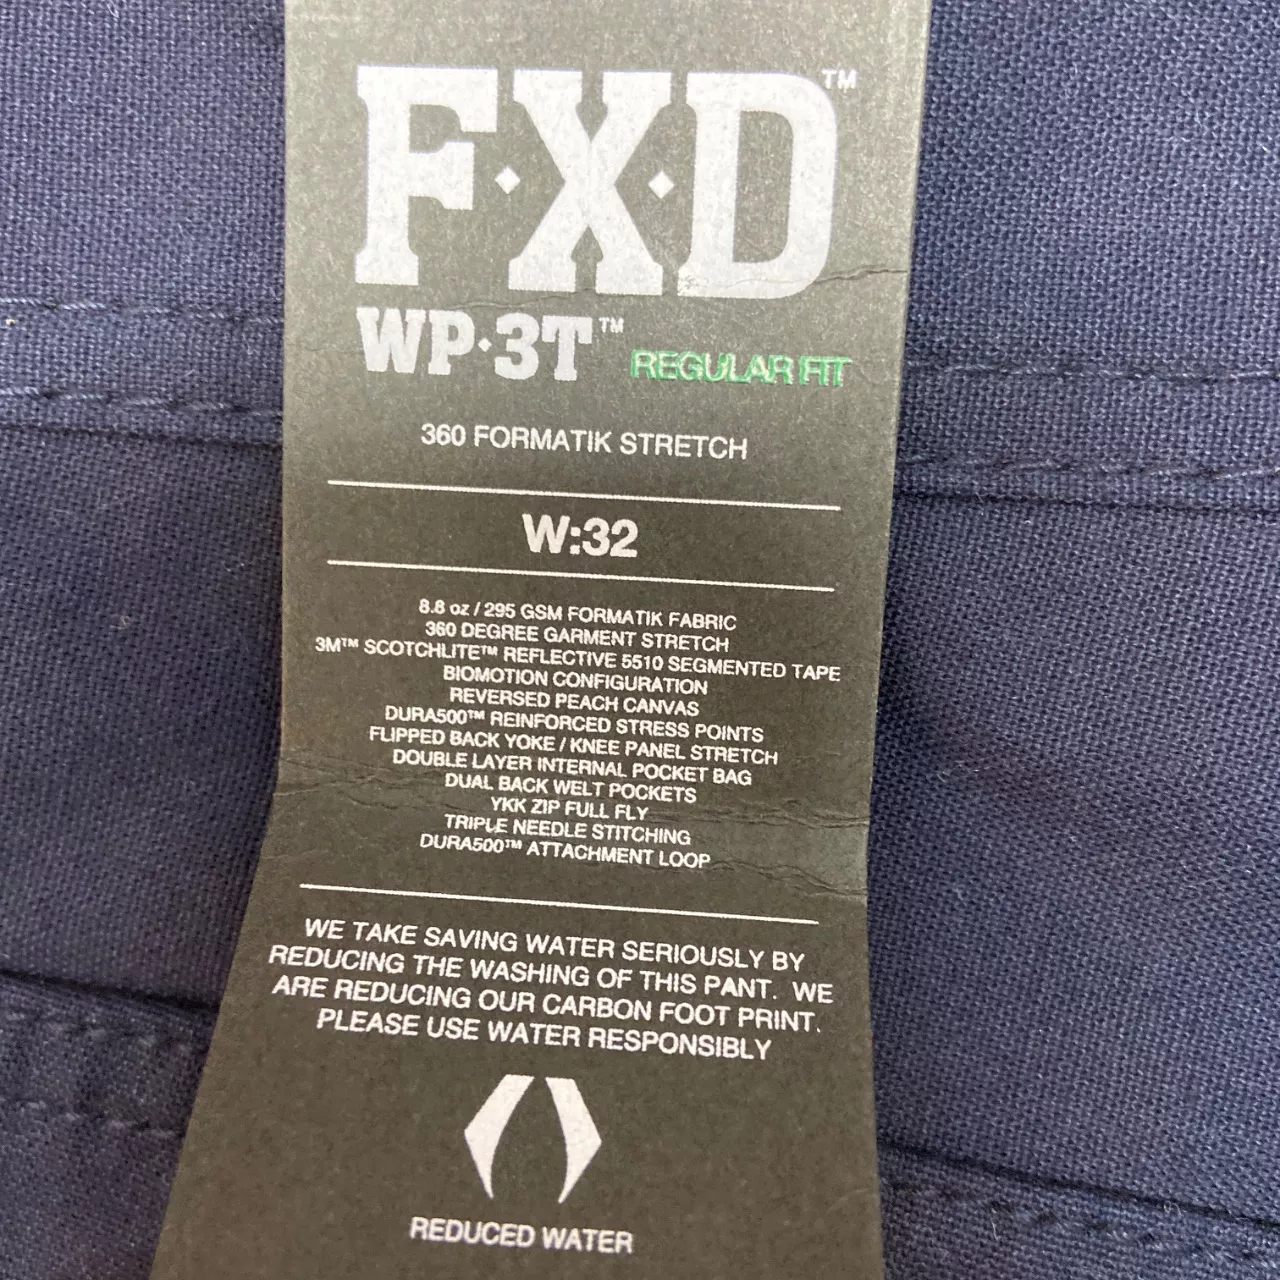 F·X·D™
WP·3T™ REGULAR FIT
360 FORMATIK STRETCH
W:32
8.8 oz / 295 GSM FORMATIK FABRIC
360 DEGREE GARMENT STRETCH
3M™ SCOTCHLITE™ REFLECTIVE 5510 SEGMENTED TAPE
BIOMOTION CONFIGURATION
REVERSED PEACH CANVAS
DURA500™ REINFORCED STRESS POINTS
FLIPPED BACK YOKE / KNEE PANEL STRETCH
DOUBLE LAYER INTERNAL POCKET BAG
DUAL BACK WELT POCKETS
YKK ZIP FULL FLY
TRIPLE NEEDLE STITCHING
DURA500™ ATTACHMENT LOOP
WE TAKE SAVING WATER SERIOUSLY BY
REDUCING THE WASHING OF THIS PANT. WE
ARE REDUCING OUR CARBON FOOT PRINT.
PLEASE USE WATER RESPONSIBLY
REDUCED WATER